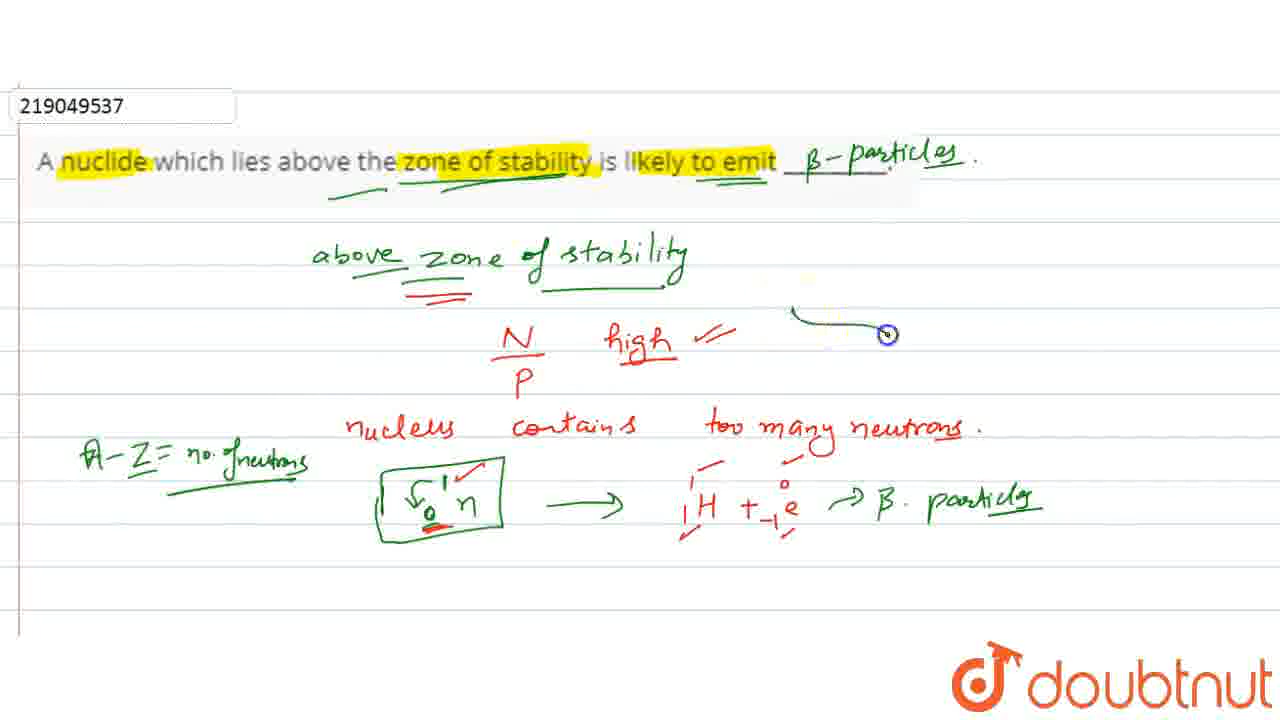 219049537
A nuclide which lies above the zone of stability is likely to emit β-particles.
above zone of stability
N/P high
nucleus contains too many neutrons.
A-Z = no. of neutrons
¹₀n → ¹₁H + ⁰₋₁e → β. particles
doubtnut